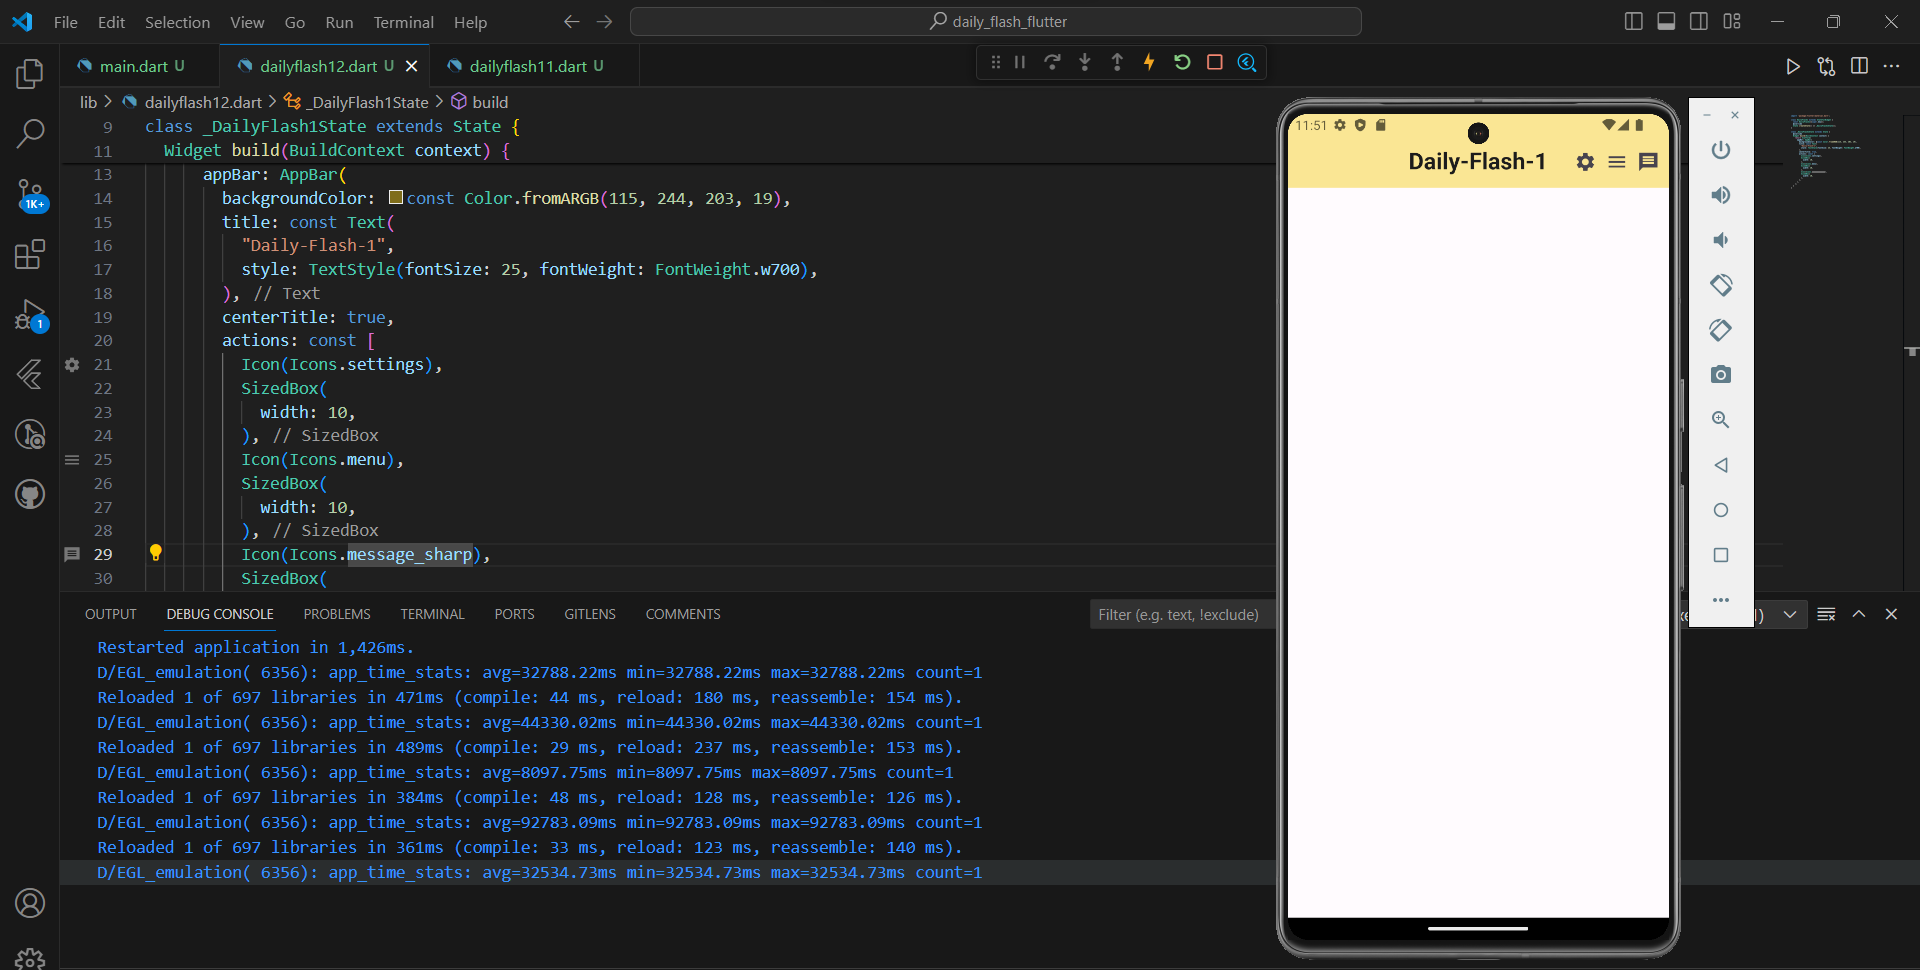 File Edit Selection View Go Run Terminal Help
daily_flash_flutter
main.dart U
dailyflash12.dart U
dailyflash11.dart U
lib > dailyflash12.dart > _DailyFlash1State > build
9 class _DailyFlash1State extends State {
11 Widget build(BuildContext context) {
13 appBar: AppBar(
14 backgroundColor: const Color.fromARGB(115, 244, 203, 19),
15 title: const Text(
16 "Daily-Flash-1",
17 style: TextStyle(fontSize: 25, fontWeight: FontWeight.w700),
18 ), // Text
19 centerTitle: true,
20 actions: const [
21 Icon(Icons.settings),
22 SizedBox(
23 width: 10,
24 ), // SizedBox
25 Icon(Icons.menu),
26 SizedBox(
27 width: 10,
28 ), // SizedBox
29 Icon(Icons.message_sharp),
30 SizedBox(
1K+
1
OUTPUT DEBUG CONSOLE PROBLEMS TERMINAL PORTS GITLENS COMMENTS
Filter (e.g. text, !exclude)
Restarted application in 1,426ms.
D/EGL_emulation( 6356): app_time_stats: avg=32788.22ms min=32788.22ms max=32788.22ms count=1
Reloaded 1 of 697 libraries in 471ms (compile: 44 ms, reload: 180 ms, reassemble: 154 ms).
D/EGL_emulation( 6356): app_time_stats: avg=44330.02ms min=44330.02ms max=44330.02ms count=1
Reloaded 1 of 697 libraries in 489ms (compile: 29 ms, reload: 237 ms, reassemble: 153 ms).
D/EGL_emulation( 6356): app_time_stats: avg=8097.75ms min=8097.75ms max=8097.75ms count=1
Reloaded 1 of 697 libraries in 384ms (compile: 48 ms, reload: 128 ms, reassemble: 126 ms).
D/EGL_emulation( 6356): app_time_stats: avg=92783.09ms min=92783.09ms max=92783.09ms count=1
Reloaded 1 of 697 libraries in 361ms (compile: 33 ms, reload: 123 ms, reassemble: 140 ms).
D/EGL_emulation( 6356): app_time_stats: avg=32534.73ms min=32534.73ms max=32534.73ms count=1
11:51
Daily-Flash-1